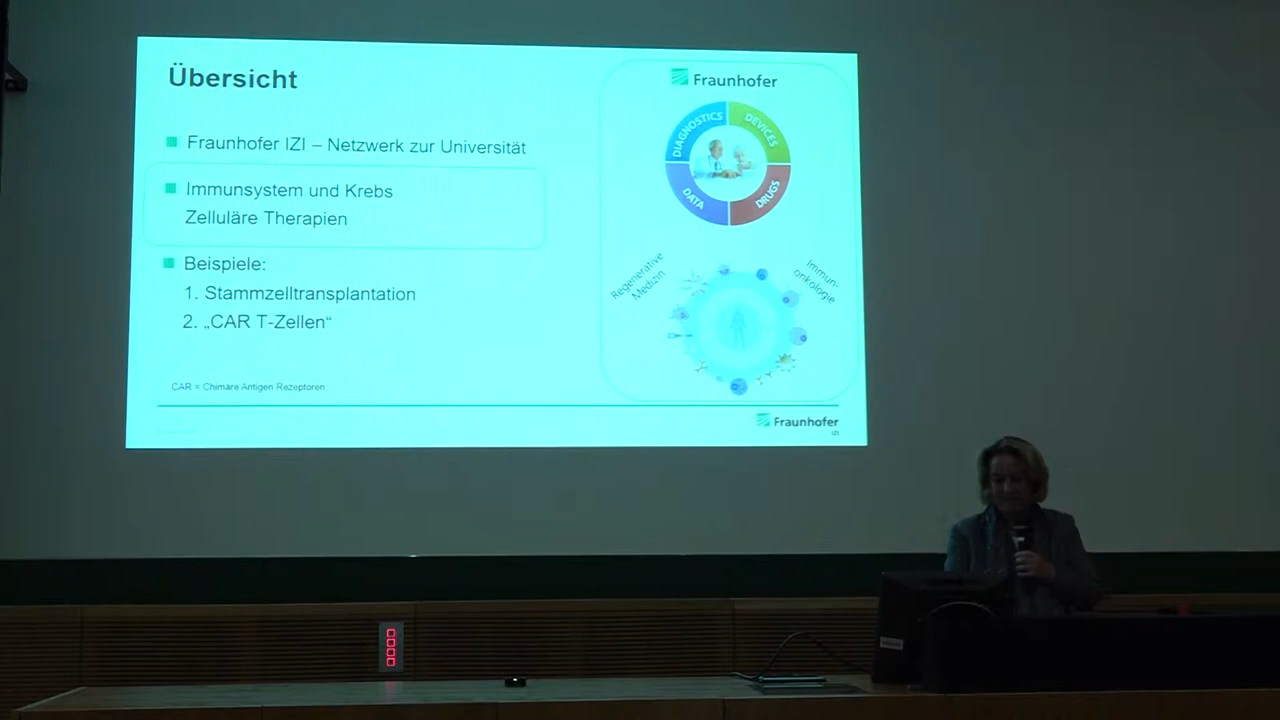 Übersicht
Fraunhofer IZI – Netzwerk zur Universität
Immunsystem und Krebs
Zelluläre Therapien
Beispiele:
1. Stammzelltransplantation
2. „CAR T-Zellen“
CAR = Chimäre Antigen Rezeptoren
Fraunhofer
DIAGNOSTICS
DEVICES
DATA
DRUGS
Regenerative
Medizin
Immun-
onkologie
Fraunhofer
IZI